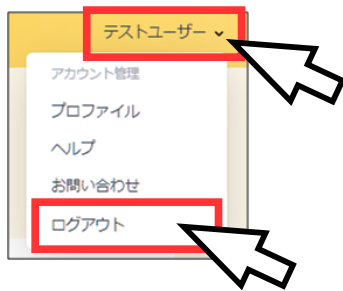 テストユーザー
アカウント管理
プロファイル
ヘルプ
お問い合わせ
ログアウト